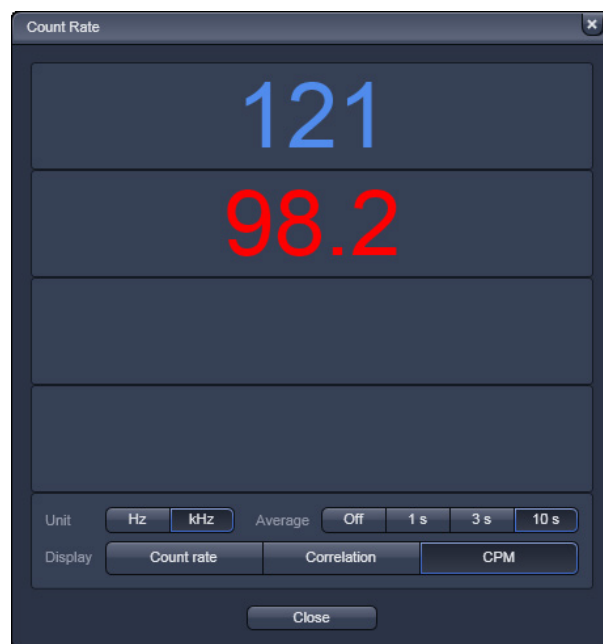 Count Rate
121
98.2
Unit Hz kHz Average Off 1 s 3 s 10 s
Display Count rate Correlation CPM
Close